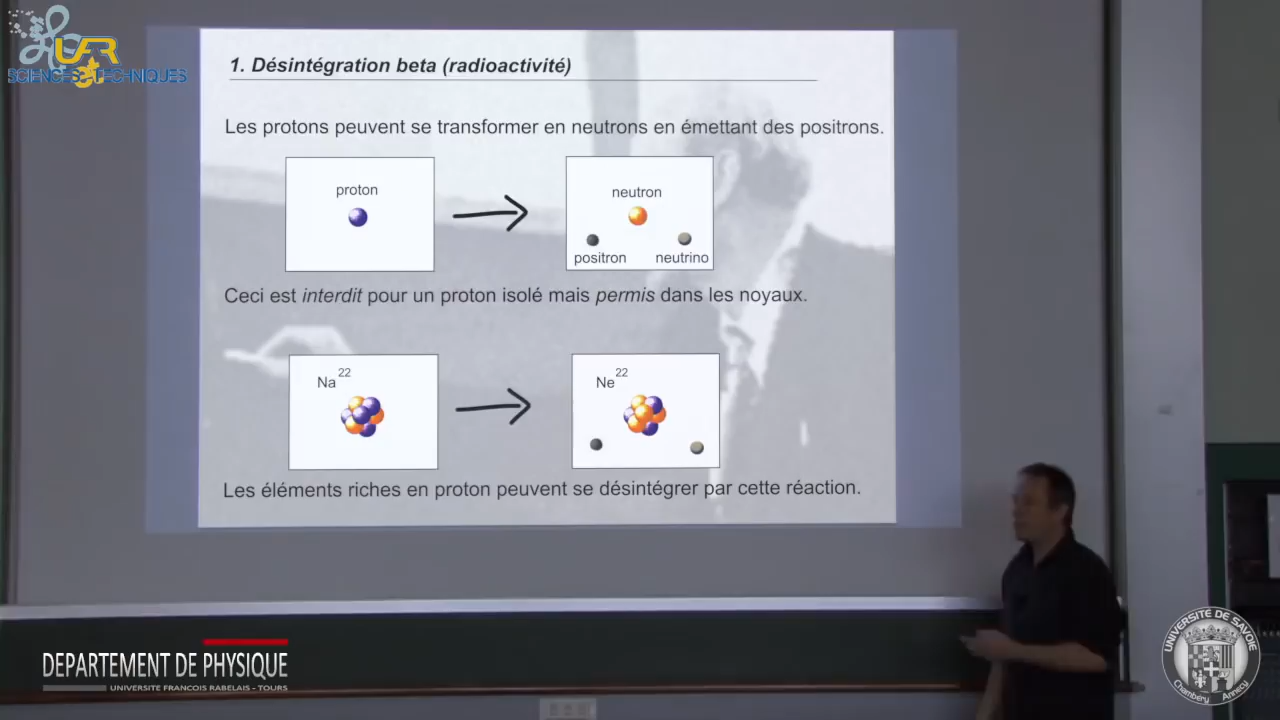 UFR
SCIENCES & TECHNIQUES
1. Désintégration beta (radioactivité)
Les protons peuvent se transformer en neutrons en émettant des positrons.
proton
neutron
positron neutrino
Ceci est interdit pour un proton isolé mais permis dans les noyaux.
Na22
Ne22
Les éléments riches en proton peuvent se désintégrer par cette réaction.
DEPARTEMENT DE PHYSIQUE
UNIVERSITE FRANCOIS RABELAIS - TOURS
UNIVERSITE DE SAVOIE
Chambéry Annecy